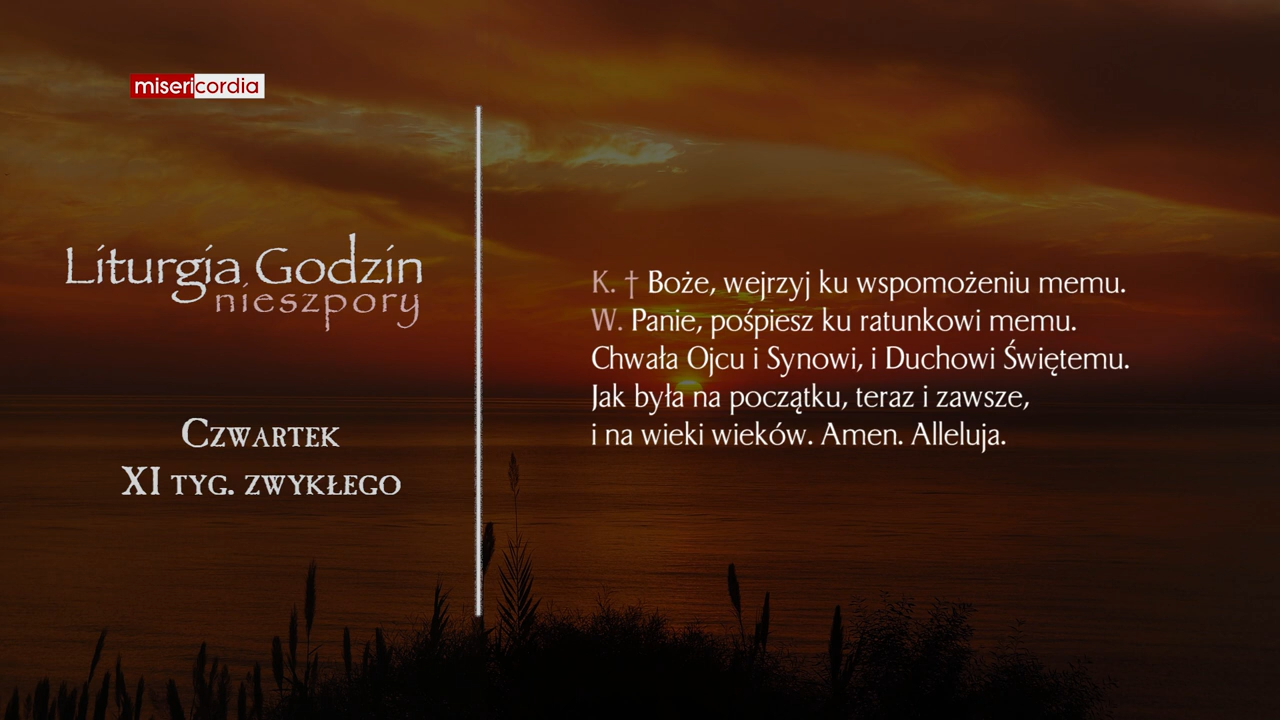 misericordia
Liturgia Godzin
nieszpory
Czwartek
XI tyg. zwykłego
K. † Boże, wejrzyj ku wspomożeniu memu.
W. Panie, pośpiesz ku ratunkowi memu.
Chwała Ojcu i Synowi, i Duchowi Świętemu.
Jak była na początku, teraz i zawsze,
i na wieki wieków. Amen. Alleluja.